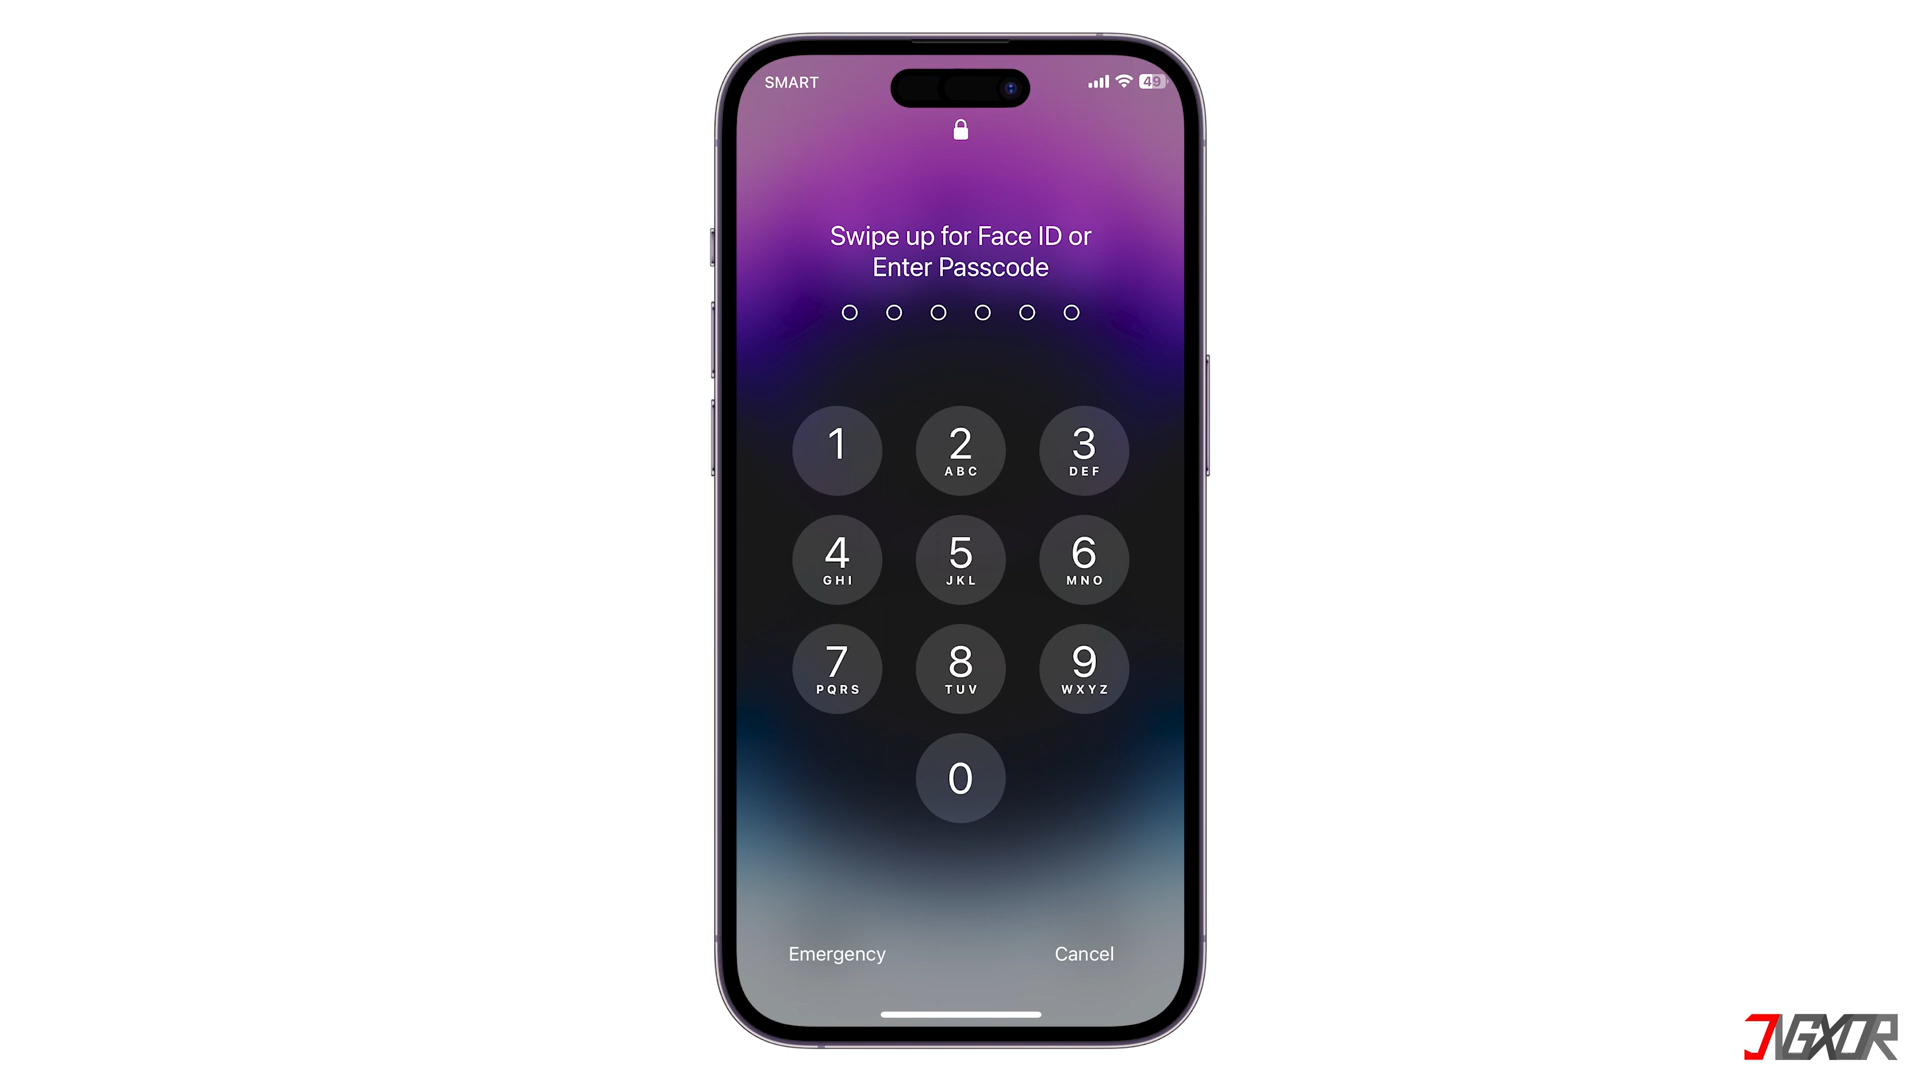 SMART
49
Swipe up for Face ID or
Enter Passcode
1
2
ABC
3
DEF
4
GHI
5
JKL
6
MNO
7
PQRS
8
TUV
9
WXYZ
0
Emergency
Cancel
JVGXOR